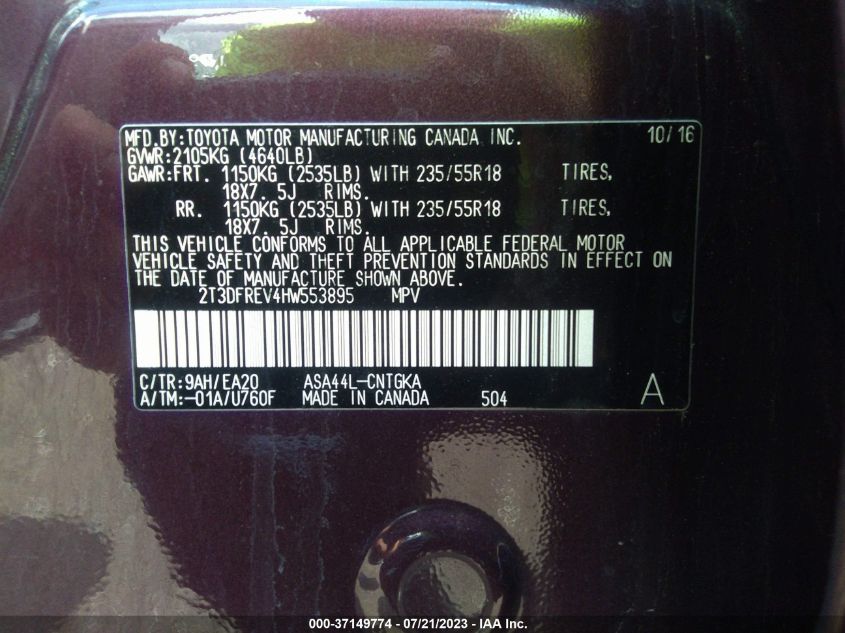 MFD.BY:TOYOTA MOTOR MANUFACTURING CANADA INC. 10/16
GVWR:2105KG (4640LB)
GAWR:FRT. 1150KG (2535LB) WITH 235/55R18 TIRES,
18X7. 5J RIMS.
RR. 1150KG (2535LB) WITH 235/55R18 TIRES,
18X7. 5J RIMS.
THIS VEHICLE CONFORMS TO ALL APPLICABLE FEDERAL MOTOR
VEHICLE SAFETY AND THEFT PREVENTION STANDARDS IN EFFECT ON
THE DATE OF MANUFACTURE SHOWN ABOVE.
2T3DFREV4HW553895 MPV
C/TR:9AH/EA20 ASA44L-CNTGKA
A/TM:-01A/U760F MADE IN CANADA 504 A
000-37149774 / 07/21/2023 - IAA Inc.